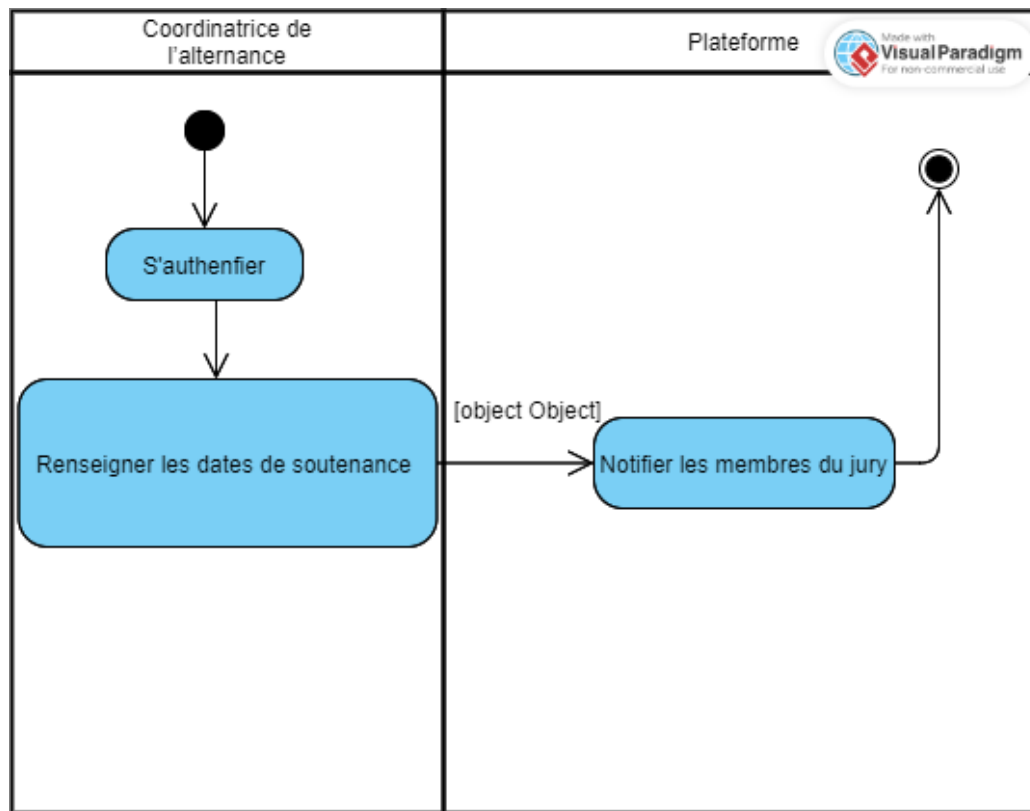 Coordinatrice de
l'alternance
Plateforme
Made with
Visual Paradigm
For non-commercial use
S'authenfier
[object Object]
Renseigner les dates de soutenance
Notifier les membres du jury